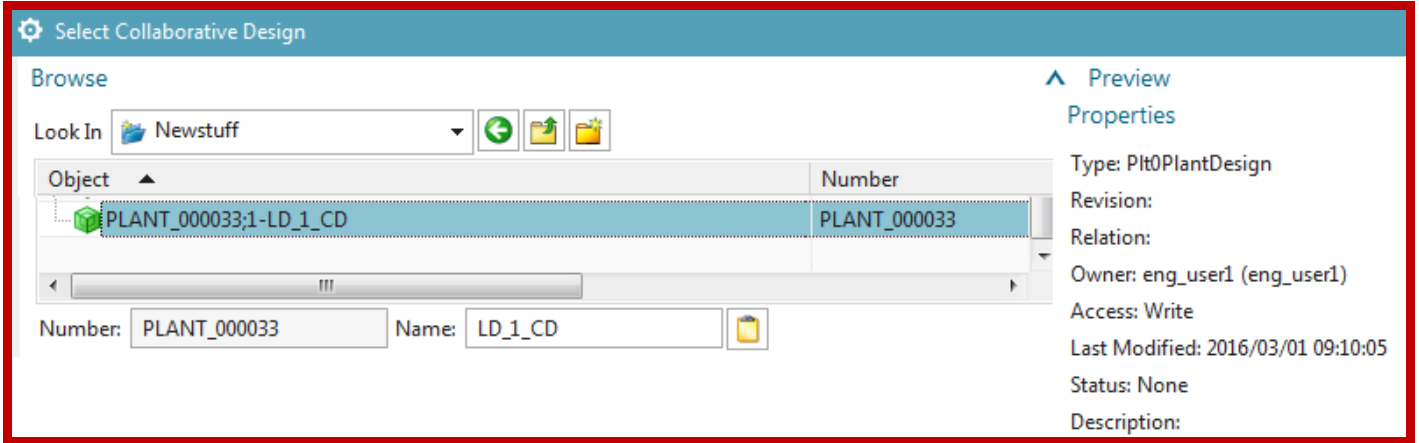 Select Collaborative Design
Browse
Look In Newstuff
Object Number
PLANT_000033;1-LD_1_CD PLANT_000033
Number: PLANT_000033 Name: LD_1_CD
Preview
Properties
Type: Plt0PlantDesign
Revision:
Relation:
Owner: eng_user1 (eng_user1)
Access: Write
Last Modified: 2016/03/01 09:10:05
Status: None
Description: